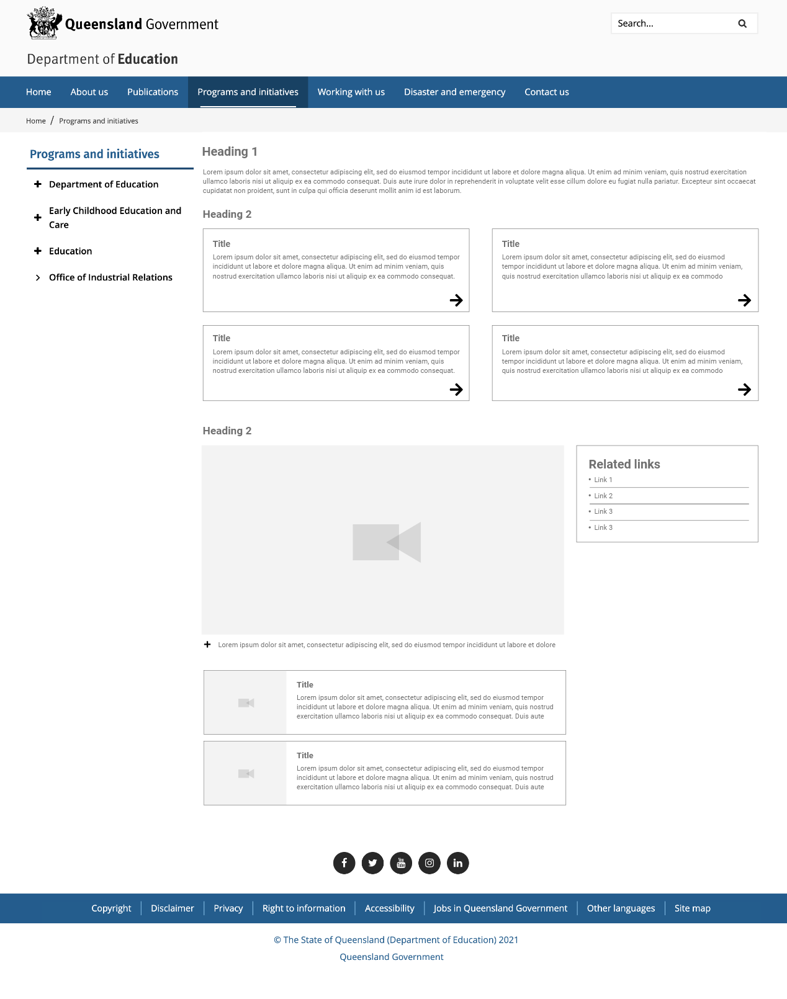 Queensland Government
Search...
Department of Education
Home About us Publications Programs and initiatives Working with us Disaster and emergency Contact us
Home / Programs and initiatives
Programs and initiatives
Department of Education
Early Childhood Education and
Care
Education
Office of Industrial Relations
Heading 1
Lorem ipsum dolor sit amet, consectetur adipiscing elit, sed do eiusmod tempor incididunt ut labore et dolore magna aliqua. Ut enim ad minim veniam, quis nostrud exercitation
ullamco laboris nisi ut aliquip ex ea commodo consequat. Duis aute irure dolor in reprehenderit in voluptate velit esse cillum dolore eu fugiat nulla pariatur. Excepteur sint occaecat
cupidatat non proident, sunt in culpa qui officia deserunt mollit anim id est laborum.
Heading 2
Title
Lorem ipsum dolor sit amet, consectetur adipiscing elit, sed do eiusmod tempor
incididunt ut labore et dolore magna aliqua. Ut enim ad minim veniam, quis
nostrud exercitation ullamco laboris nisi ut aliquip ex ea commodo consequat.
Title
Lorem ipsum dolor sit amet, consectetur adipiscing elit, sed do eiusmod
tempor incididunt ut labore et dolore magna aliqua. Ut enim ad minim veniam,
quis nostrud exercitation ullamco laboris nisi ut aliquip ex ea commodo
Title
Lorem ipsum dolor sit amet, consectetur adipiscing elit, sed do eiusmod tempor
incididunt ut labore et dolore magna aliqua. Ut enim ad minim veniam, quis
nostrud exercitation ullamco laboris nisi ut aliquip ex ea commodo consequat.
Title
Lorem ipsum dolor sit amet, consectetur adipiscing elit, sed do eiusmod
tempor incididunt ut labore et dolore magna aliqua. Ut enim ad minim veniam,
quis nostrud exercitation ullamco laboris nisi ut aliquip ex ea commodo
Heading 2
Related links
• Link 1
• Link 2
• Link 3
• Link 3
Lorem ipsum dolor sit amet, consectetur adipiscing elit, sed do eiusmod tempor incididunt ut labore et dolore
Title
Lorem ipsum dolor sit amet, consectetur adipiscing elit, sed do eiusmod tempor
incididunt ut labore et dolore magna aliqua. Ut enim ad minim veniam, quis nostrud
exercitation ullamco laboris nisi ut aliquip ex ea commodo consequat. Duis aute
Title
Lorem ipsum dolor sit amet, consectetur adipiscing elit, sed do eiusmod tempor
incididunt ut labore et dolore magna aliqua. Ut enim ad minim veniam, quis nostrud
exercitation ullamco laboris nisi ut aliquip ex ea commodo consequat. Duis aute
Copyright Disclaimer Privacy Right to information Accessibility Jobs in Queensland Government Other languages Site map
© The State of Queensland (Department of Education) 2021
Queensland Government